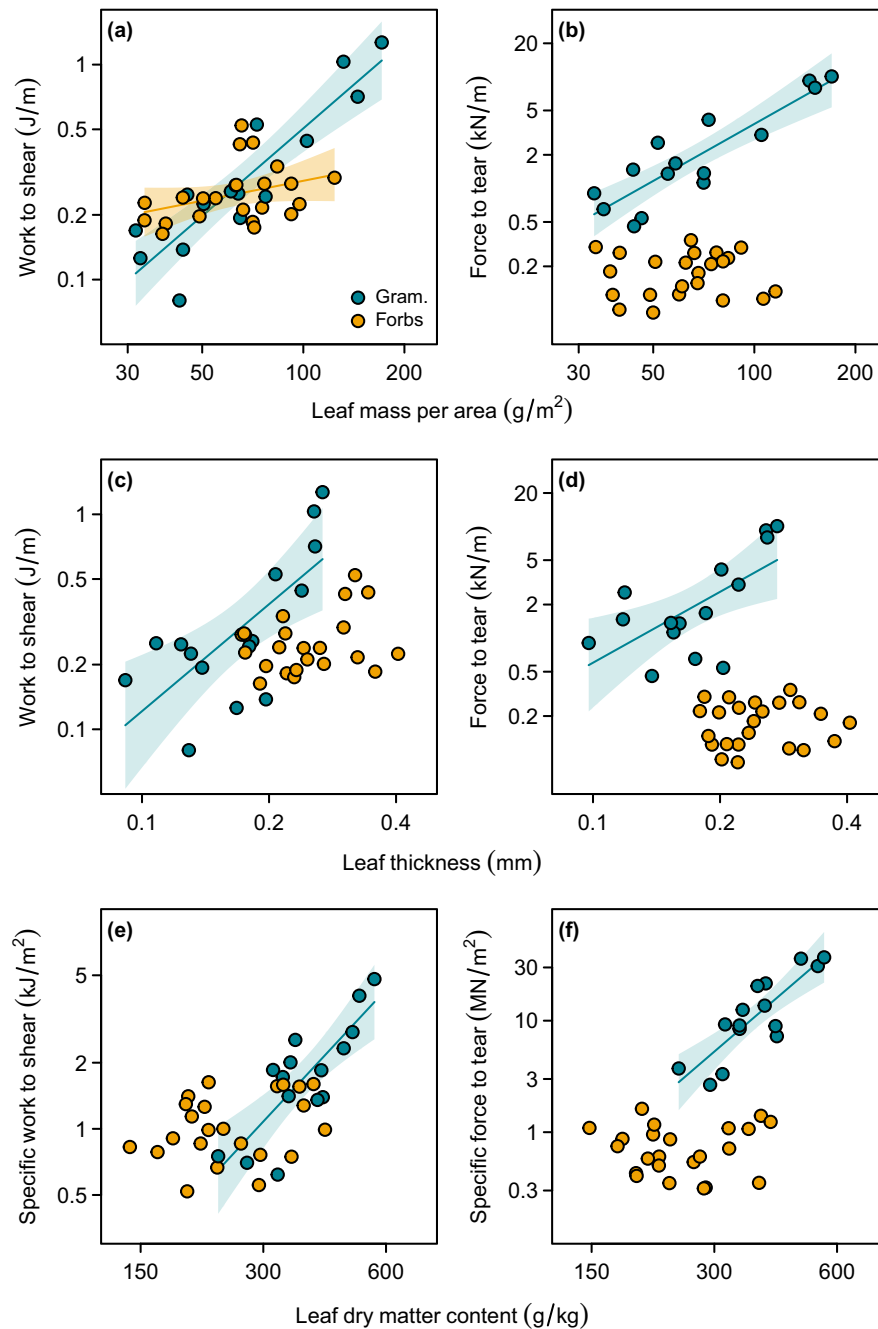 (a)
Work to shear (J/m)
1
0.5
0.2
0.1
Gram.
Forbs
30 50 100 200
(b)
Force to tear (kN/m)
20
5
2
0.5
0.2
30 50 100 200
Leaf mass per area (g/m²)
(c)
Work to shear (J/m)
1
0.5
0.2
0.1
0.1 0.2 0.4
(d)
Force to tear (kN/m)
20
5
2
0.5
0.2
0.1 0.2 0.4
Leaf thickness (mm)
(e)
Specific work to shear (kJ/m²)
5
2
1
0.5
150 300 600
(f)
Specific force to tear (MN/m²)
30
10
3
1
0.3
150 300 600
Leaf dry matter content (g/kg)